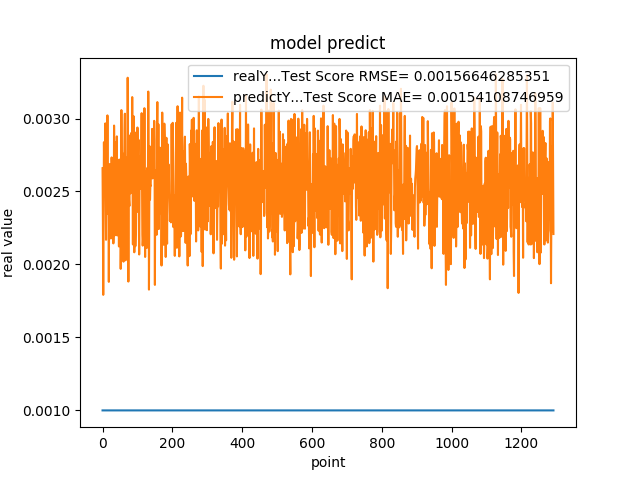 model predict
realY...Test Score RMSE= 0.00156646285351
predictY...Test Score MAE= 0.00154108746959
real value
0.0030
0.0025
0.0020
0.0015
0.0010
0
200
400
600
800
1000
1200
point